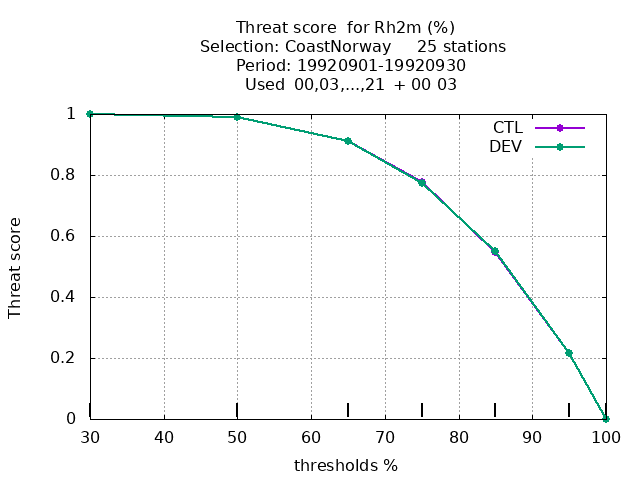 Threat score  for Rh2m (%)
Selection: CoastNorway     25 stations
Period: 19920901-19920930
Used  00,03,...,21  + 00 03
CTL
DEV
Threat score
1
0.8
0.6
0.4
0.2
0
30 40 50 60 70 80 90 100
thresholds %